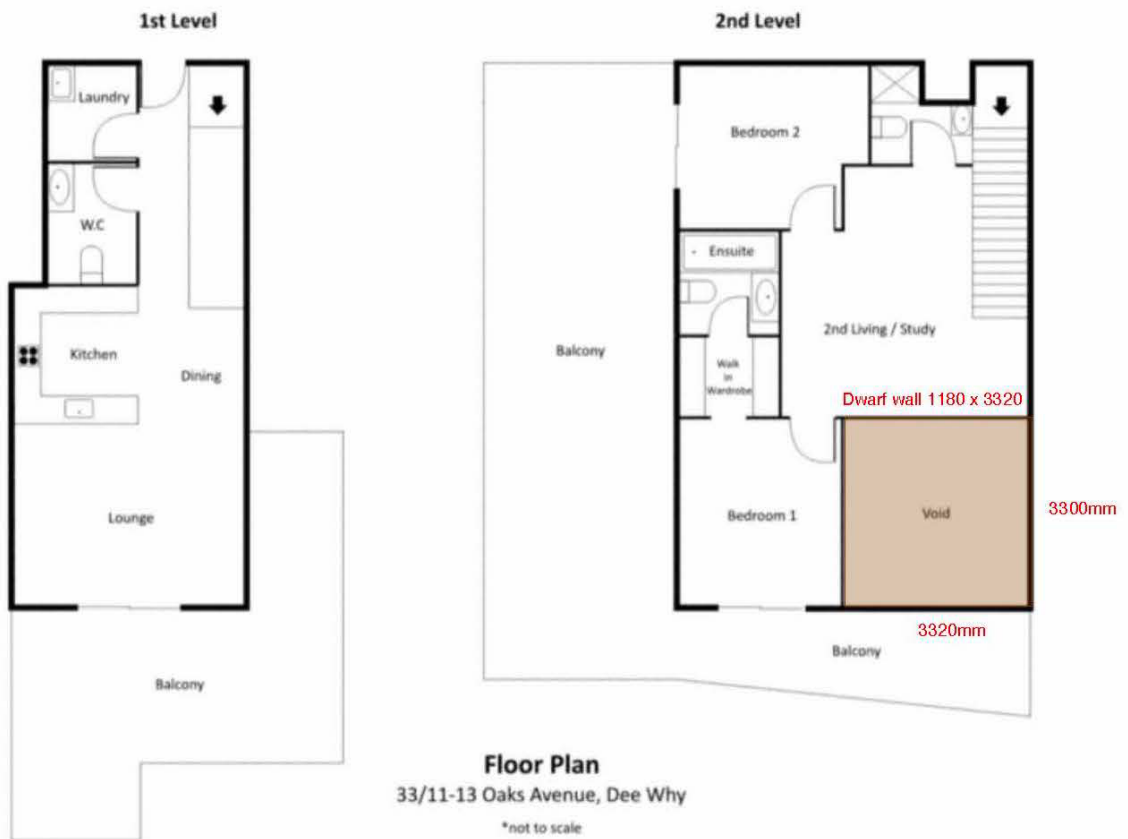 1st Level
Laundry
W.C
Kitchen
Dining
Lounge
Balcony
2nd Level
Bedroom 2
Ensuite
2nd Living / Study
Balcony
Walk
in
Wardrobe
Dwarf wall 1180 x 3320
Bedroom 1
Void
3300mm
3320mm
Balcony
Floor Plan
33/11-13 Oaks Avenue, Dee Why
*not to scale